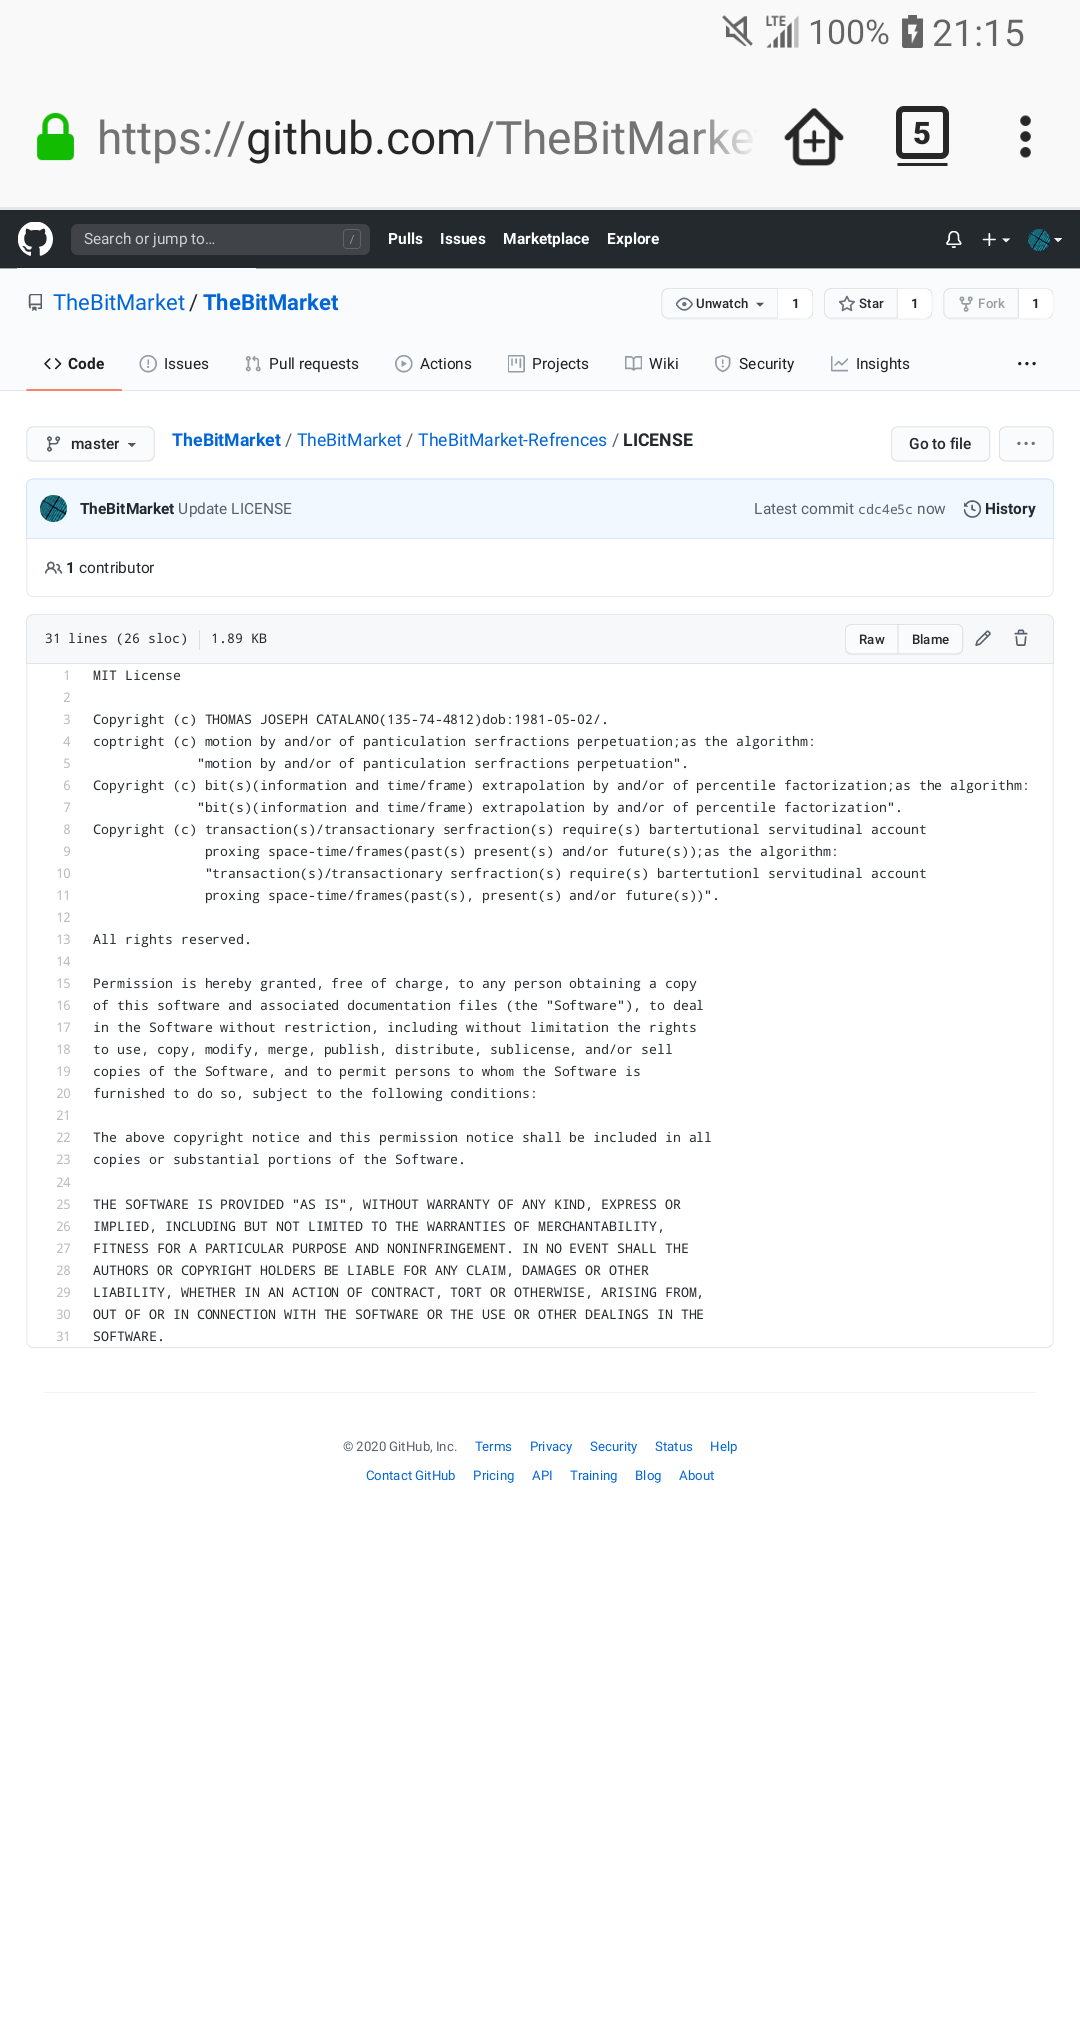 LTE 100% 21:15
https://github.com/TheBitMarke 5
Search or jump to… / Pulls Issues Marketplace Explore
TheBitMarket / TheBitMarket Unwatch 1 Star 1 Fork 1
Code Issues Pull requests Actions Projects Wiki Security Insights
master TheBitMarket / TheBitMarket / TheBitMarket-Refrences / LICENSE Go to file
TheBitMarket Update LICENSE Latest commit cdc4e5c now History
1 contributor
31 lines (26 sloc) 1.89 KB Raw Blame
1 MIT License
2
3 Copyright (c) THOMAS JOSEPH CATALANO(135-74-4812)dob:1981-05-02/.
4 coptright (c) motion by and/or of panticulation serfractions perpetuation;as the algorithm:
5 "motion by and/or of panticulation serfractions perpetuation".
6 Copyright (c) bit(s)(information and time/frame) extrapolation by and/or of percentile factorization;as the algorithm:
7 "bit(s)(information and time/frame) extrapolation by and/or of percentile factorization".
8 Copyright (c) transaction(s)/transactionary serfraction(s) require(s) bartertutional servitudinal account
9 proxing space-time/frames(past(s) present(s) and/or future(s));as the algorithm:
10 "transaction(s)/transactionary serfraction(s) require(s) bartertutionl servitudinal account
11 proxing space-time/frames(past(s), present(s) and/or future(s))".
12
13 All rights reserved.
14
15 Permission is hereby granted, free of charge, to any person obtaining a copy
16 of this software and associated documentation files (the "Software"), to deal
17 in the Software without restriction, including without limitation the rights
18 to use, copy, modify, merge, publish, distribute, sublicense, and/or sell
19 copies of the Software, and to permit persons to whom the Software is
20 furnished to do so, subject to the following conditions:
21
22 The above copyright notice and this permission notice shall be included in all
23 copies or substantial portions of the Software.
24
25 THE SOFTWARE IS PROVIDED "AS IS", WITHOUT WARRANTY OF ANY KIND, EXPRESS OR
26 IMPLIED, INCLUDING BUT NOT LIMITED TO THE WARRANTIES OF MERCHANTABILITY,
27 FITNESS FOR A PARTICULAR PURPOSE AND NONINFRINGEMENT. IN NO EVENT SHALL THE
28 AUTHORS OR COPYRIGHT HOLDERS BE LIABLE FOR ANY CLAIM, DAMAGES OR OTHER
29 LIABILITY, WHETHER IN AN ACTION OF CONTRACT, TORT OR OTHERWISE, ARISING FROM,
30 OUT OF OR IN CONNECTION WITH THE SOFTWARE OR THE USE OR OTHER DEALINGS IN THE
31 SOFTWARE.
© 2020 GitHub, Inc. Terms Privacy Security Status Help
Contact GitHub Pricing API Training Blog About